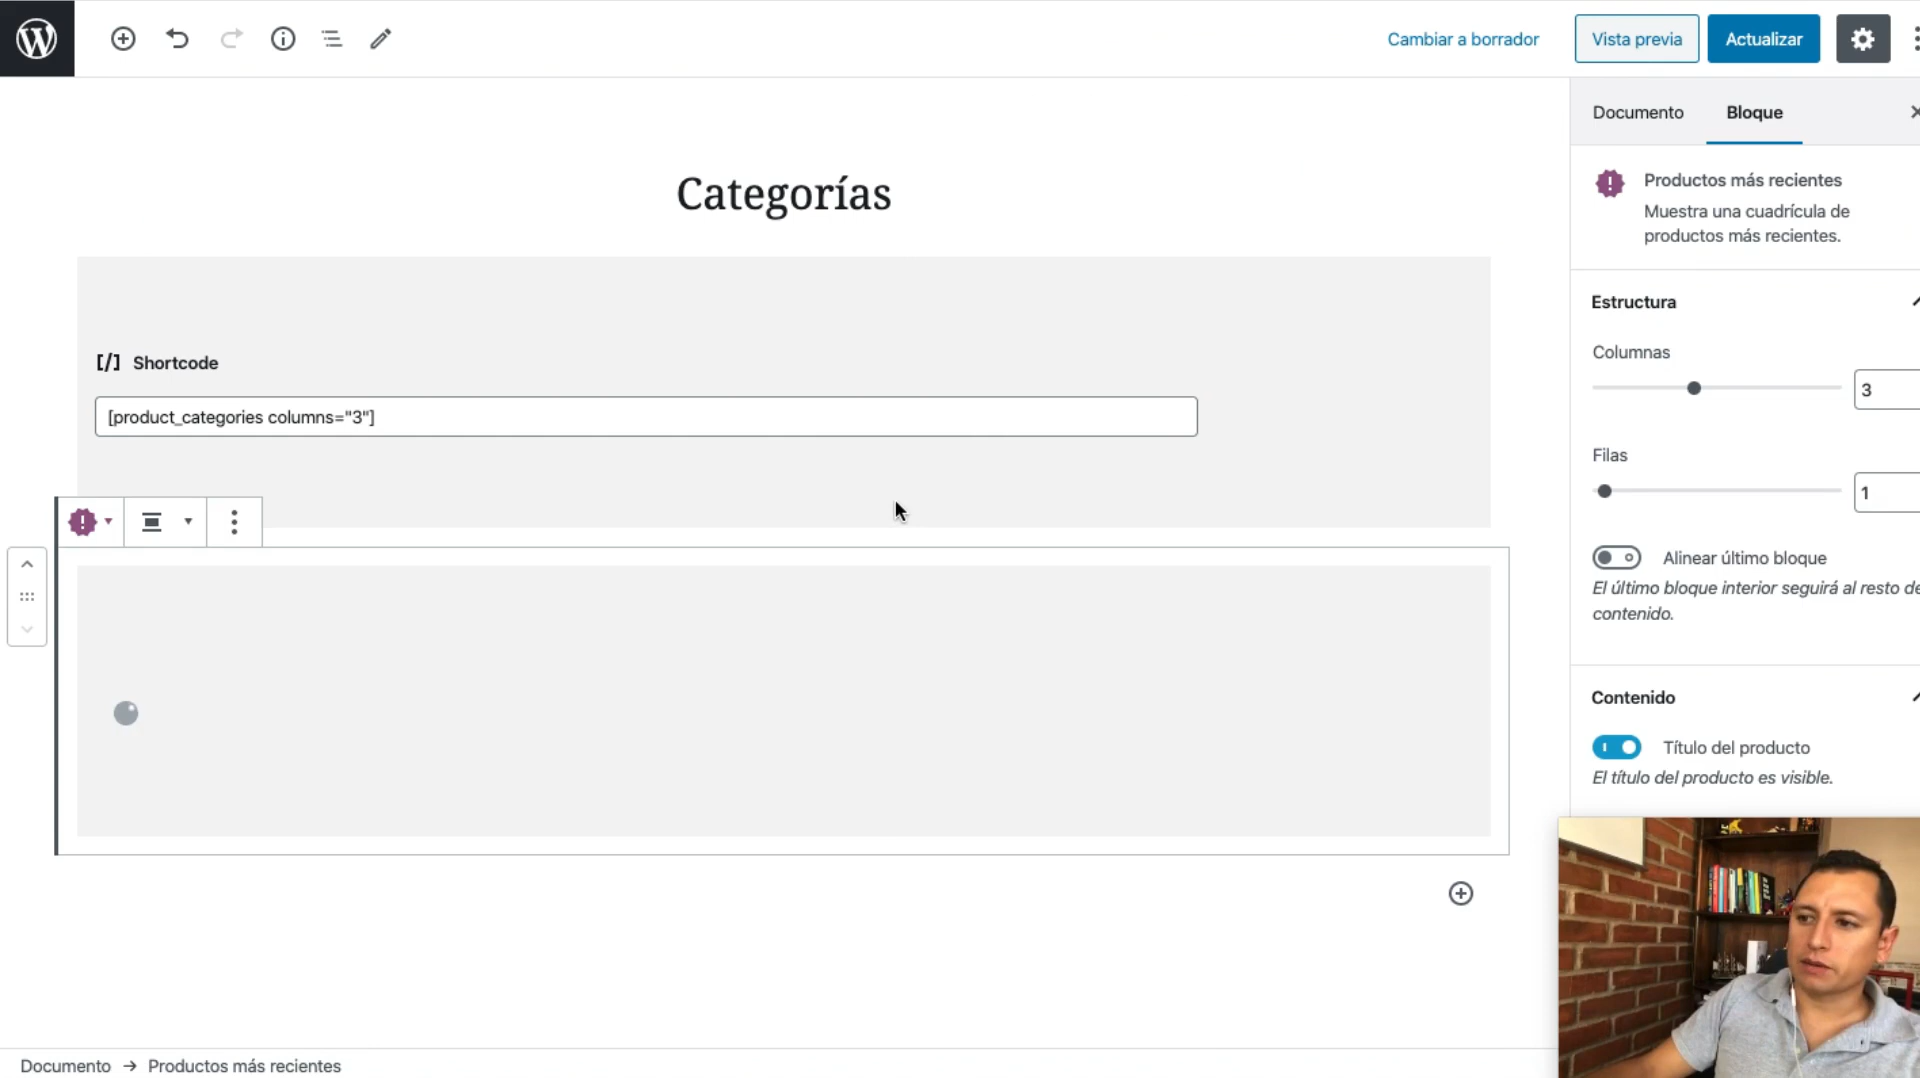 Cambiar a borrador
Vista previa
Actualizar
Documento
Bloque
Productos más recientes
Muestra una cuadrícula de
productos más recientes.
Categorías
Estructura
Columnas
3
[/] Shortcode
[product_categories columns="3"]
Filas
1
Alinear último bloque
El último bloque interior seguirá al resto de
contenido.
Contenido
Título del producto
El título del producto es visible.
Documento → Productos más recientes